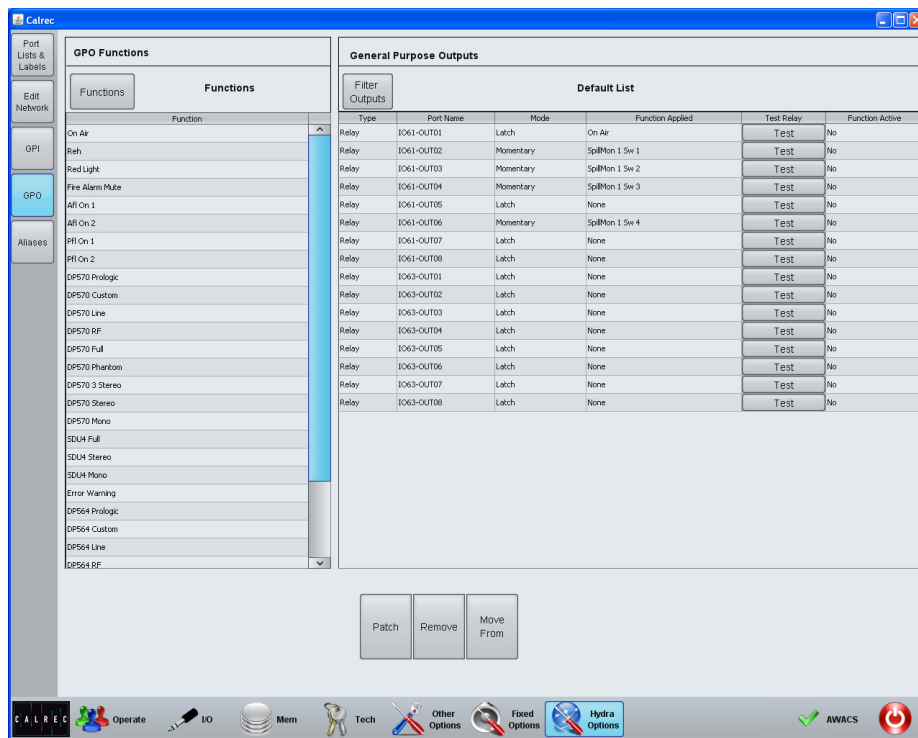 Calrec
Port
Lists &
Labels
Edit
Network
GPI
GPO
Aliases
GPO Functions
Functions
Functions
Function
On Air
Reh
Red Light
Fire Alarm Mute
Afl On 1
Afl On 2
Pfl On 1
Pfl On 2
DP570 Prologic
DP570 Custom
DP570 Line
DP570 RF
DP570 Full
DP570 Phantom
DP570 3 Stereo
DP570 Stereo
DP570 Mono
SDU4 Full
SDU4 Stereo
SDU4 Mono
Error Warning
DP564 Prologic
DP564 Custom
DP564 Line
DP564 RF
General Purpose Outputs
Filter
Outputs
Default List
Type Port Name Mode Function Applied Test Relay Function Active
Relay IO61-OUT01 Latch On Air Test No
Relay IO61-OUT02 Momentary SpillMon 1 Sw 1 Test No
Relay IO61-OUT03 Momentary SpillMon 1 Sw 2 Test No
Relay IO61-OUT04 Momentary SpillMon 1 Sw 3 Test No
Relay IO61-OUT05 Latch None Test No
Relay IO61-OUT06 Momentary SpillMon 1 Sw 4 Test No
Relay IO61-OUT07 Latch None Test No
Relay IO61-OUT08 Latch None Test No
Relay IO63-OUT01 Latch None Test No
Relay IO63-OUT02 Latch None Test No
Relay IO63-OUT03 Latch None Test No
Relay IO63-OUT04 Latch None Test No
Relay IO63-OUT05 Latch None Test No
Relay IO63-OUT06 Latch None Test No
Relay IO63-OUT07 Latch None Test No
Relay IO63-OUT08 Latch None Test No
Patch
Remove
Move
From
CALREC
Operate
I/O
Mem
Tech
Other
Options
Fixed
Options
Hydra
Options
AWACS